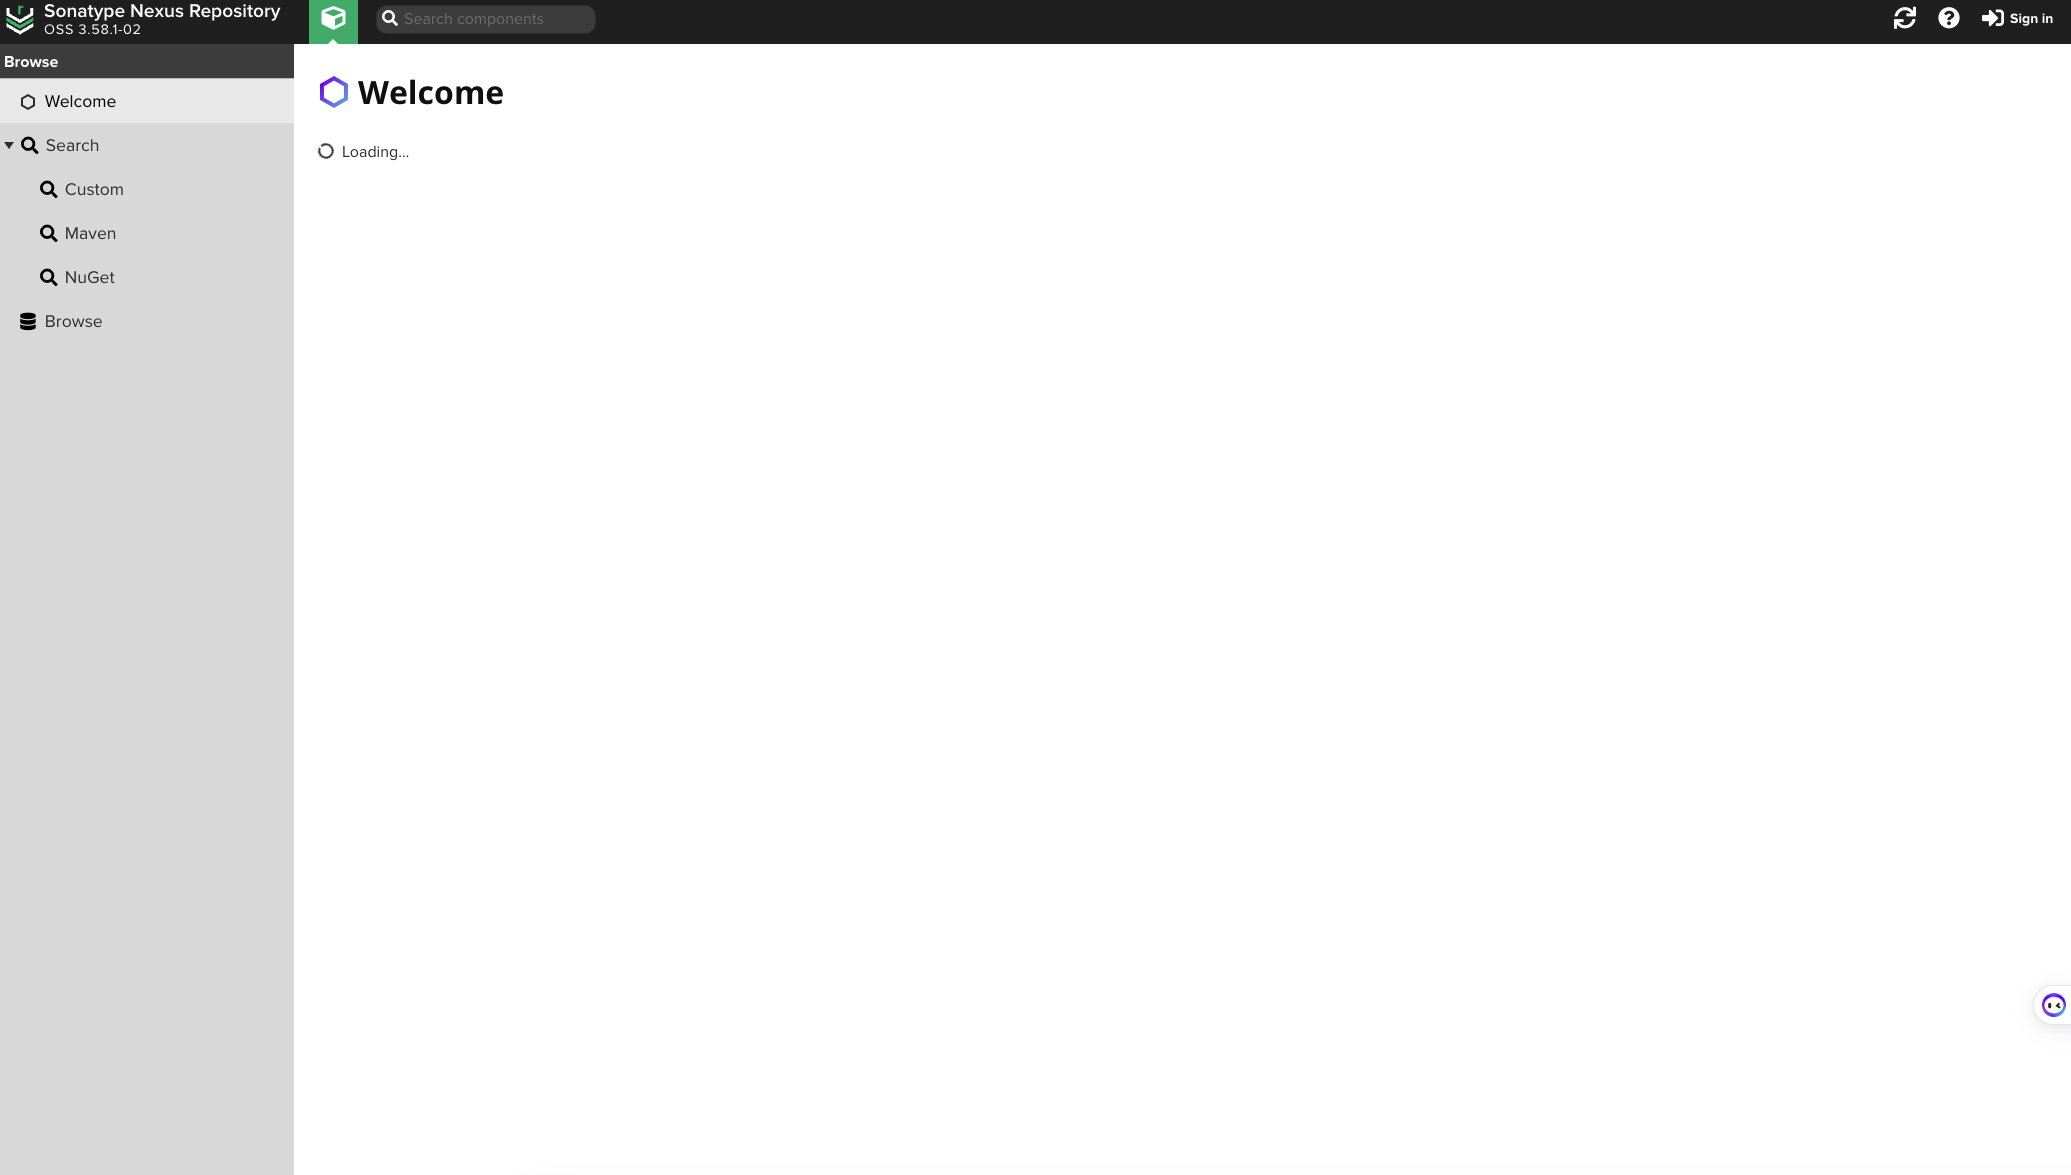 Sonatype Nexus Repository
OSS 3.58.1-02
Search components
Sign in
Browse
Welcome
Search
Custom
Maven
NuGet
Browse
Welcome
Loading...